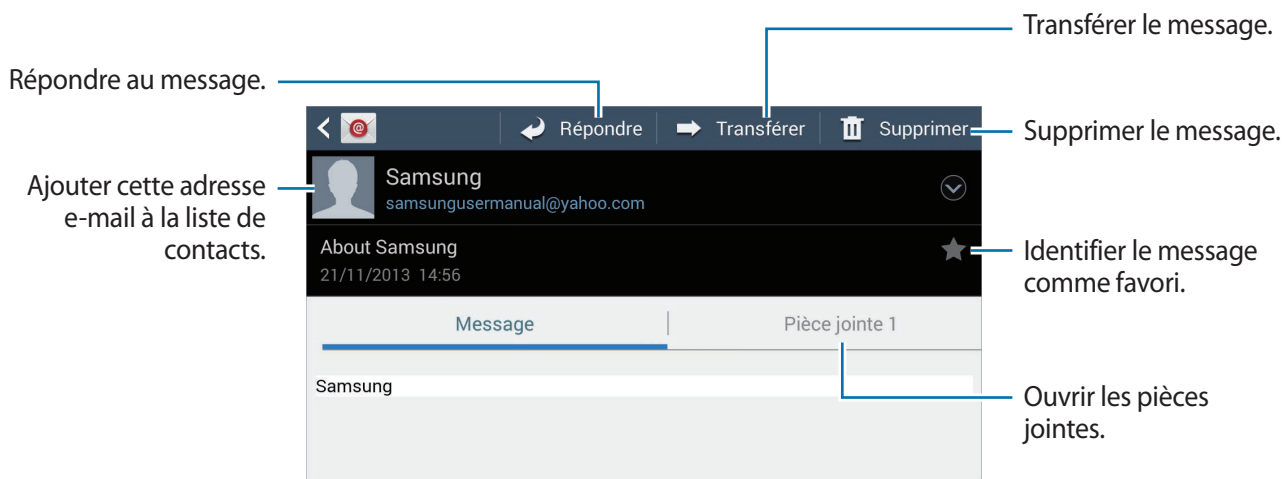 Transférer le message.
Répondre au message.
Répondre
Transférer
Supprimer
Supprimer le message.
Ajouter cette adresse
e-mail à la liste de
contacts.
Samsung
samsungusermanual@yahoo.com
About Samsung
21/11/2013 14:56
Identifier le message
comme favori.
Message
Pièce jointe 1
Samsung
Ouvrir les pièces
jointes.